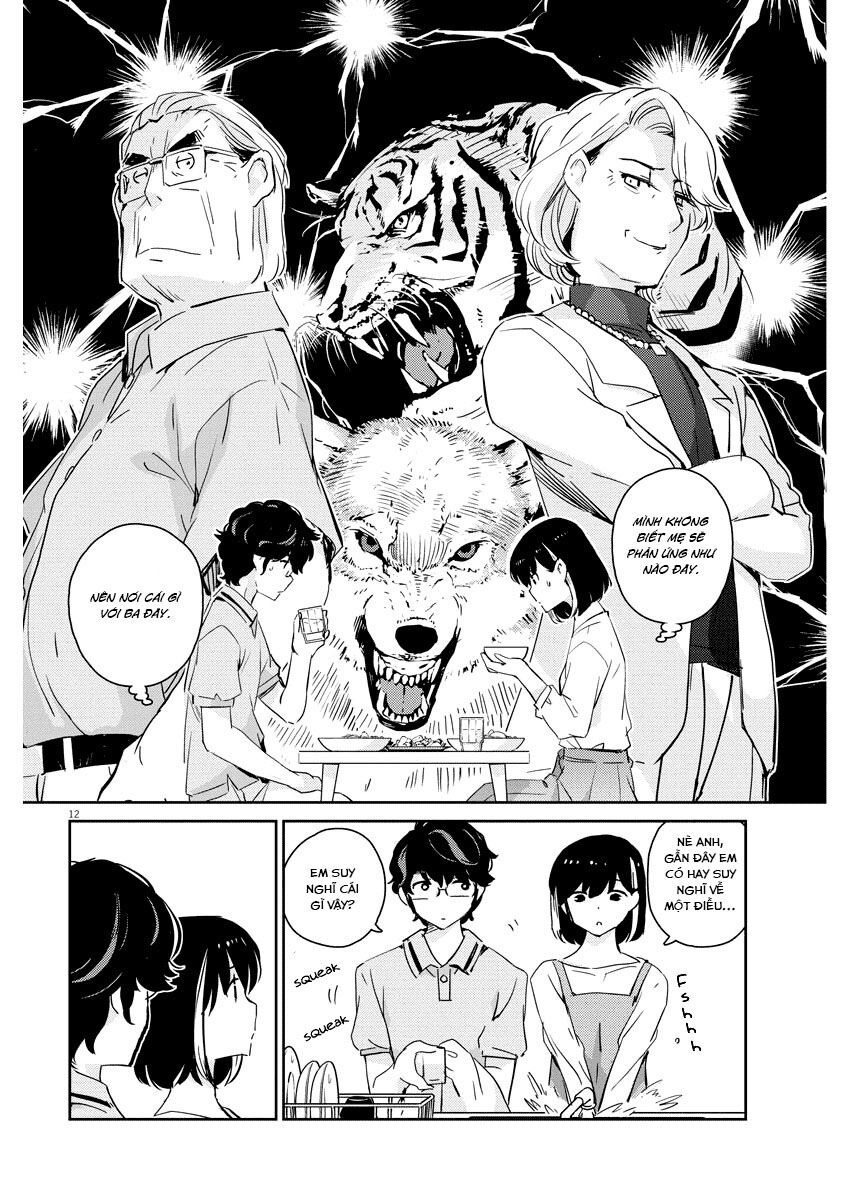 MÌNH KHÔNG
BIẾT MẸ SẼ
PHẢN ỨNG NHƯ
NÀO ĐÂY.
NÊN NÓI CÁI GÌ
VỚI BA ĐÂY.
12
NÈ ANH,
GẦN ĐÂY EM
CÓ HAY SUY
NGHĨ VỀ
MỘT ĐIỀU...
EM SUY
NGHĨ CÁI
GÌ VẬY?
squeak
squeak
Fshhhh